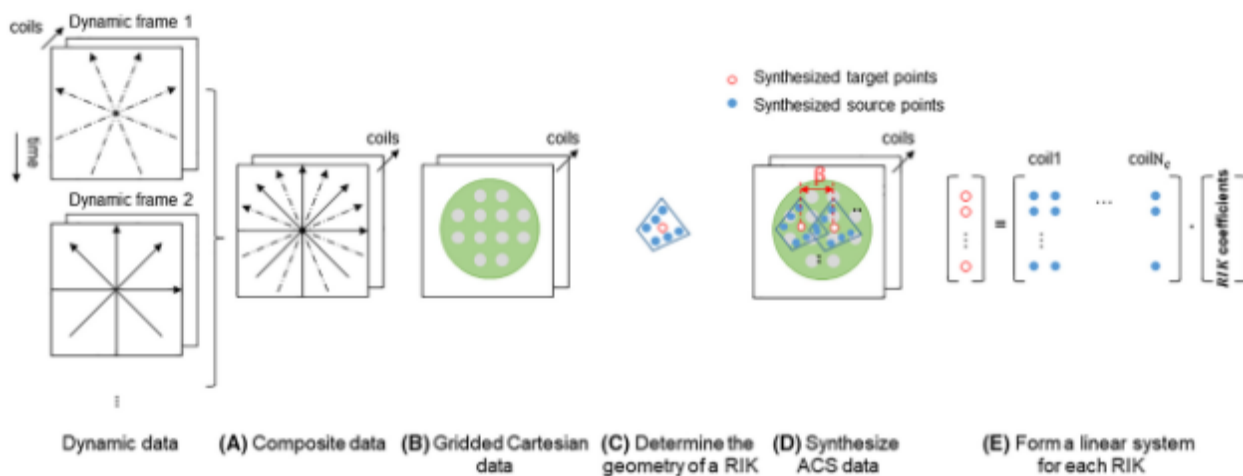 Dynamic frame 1
coils
time
Dynamic frame 2
coils
coils
Synthesized target points
Synthesized source points
coils
β
coil1
coilNc
...
=
RIK coefficients
Dynamic data
(A) Composite data
(B) Gridded Cartesian
data
(C) Determine the
geometry of a RIK
(D) Synthesize
ACS data
(E) Form a linear system
for each RIK